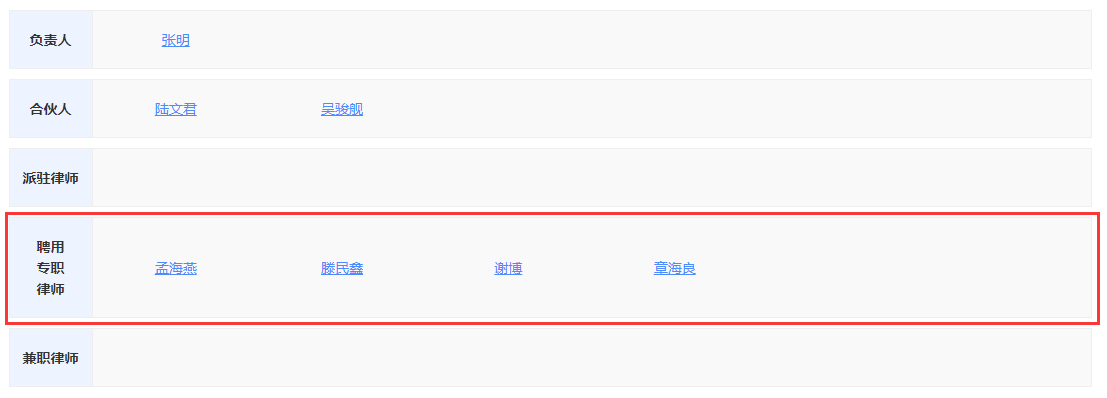 负责人 张明
合伙人 陆文君 吴骏舰
派驻律师
聘用
专职
律师
孟海燕 滕民鑫 谢博 章海良
兼职律师